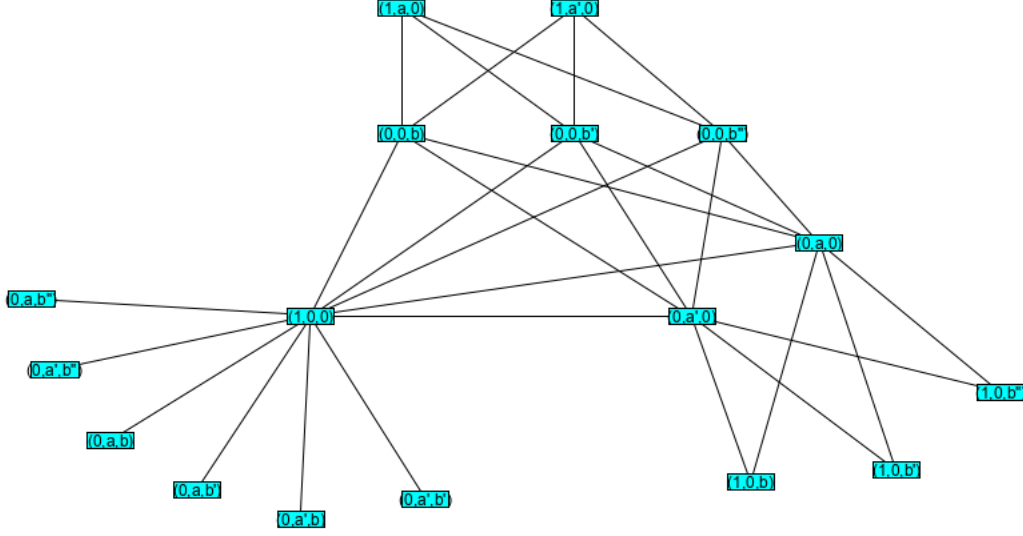 (1,a,0)
(1,a',0)
(0,0,b)
(0,0,b')
(0,0,b")
(0,a,0)
(0,a,b")
(1,0,0)
(0,a',0)
(0,a',b")
(1,0,b")
(0,a,b)
(1,0,b')
(1,0,b)
(0,a,b')
(0,a',b')
(0,a',b)